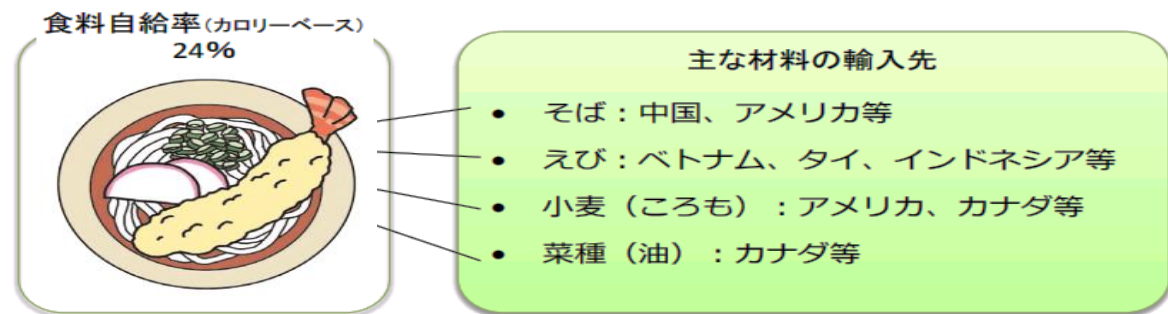 食料自給率(カロリーベース)
24%
主な材料の輸入先
• そば：中国、アメリカ等
• えび：ベトナム、タイ、インドネシア等
• 小麦（ころも）：アメリカ、カナダ等
• 菜種（油）：カナダ等